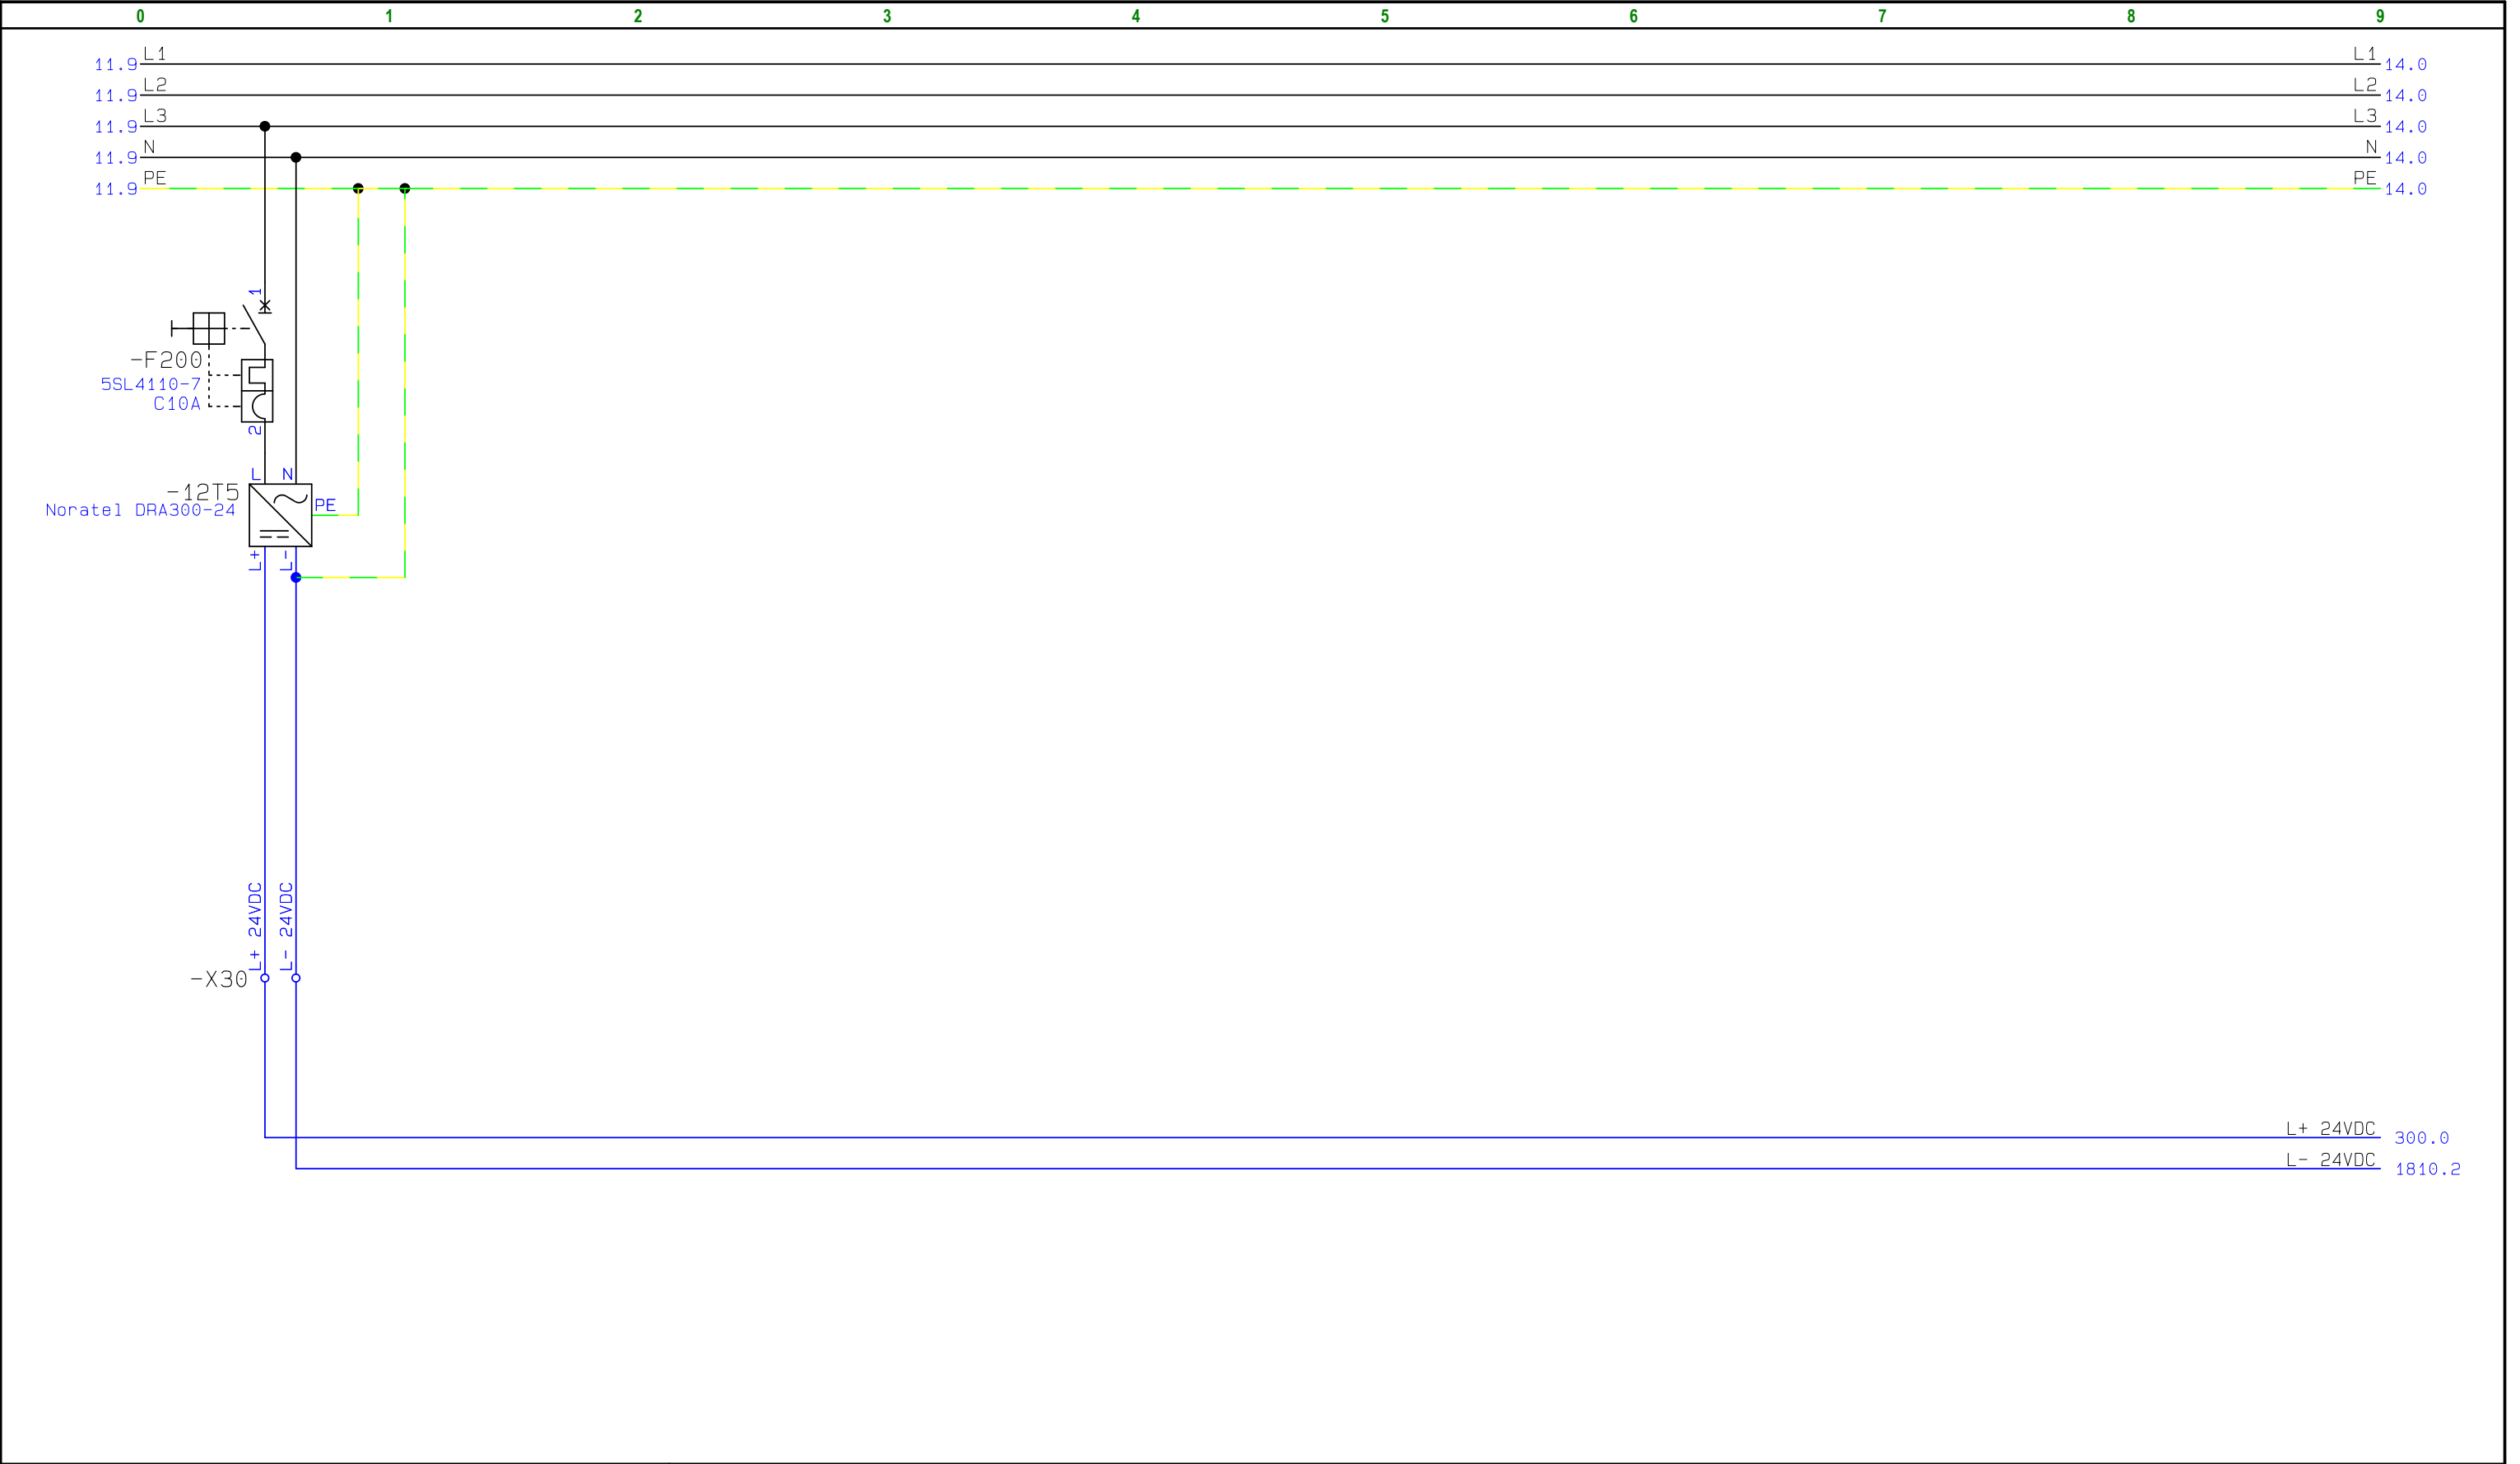 0 1 2 3 4 5 6 7 8 9
11.9 L1 L1 14.0
11.9 L2 L2 14.0
11.9 L3 L3 14.0
11.9 N N 14.0
11.9 PE PE 14.0
1
-F200
5SL4110-7
C10A
2
L N
-12T5
Noratel DRA300-24
PE
L+ L-
L+ 24VDC
L- 24VDC
-X30
L+ 24VDC 300.0
L- 24VDC 1810.2